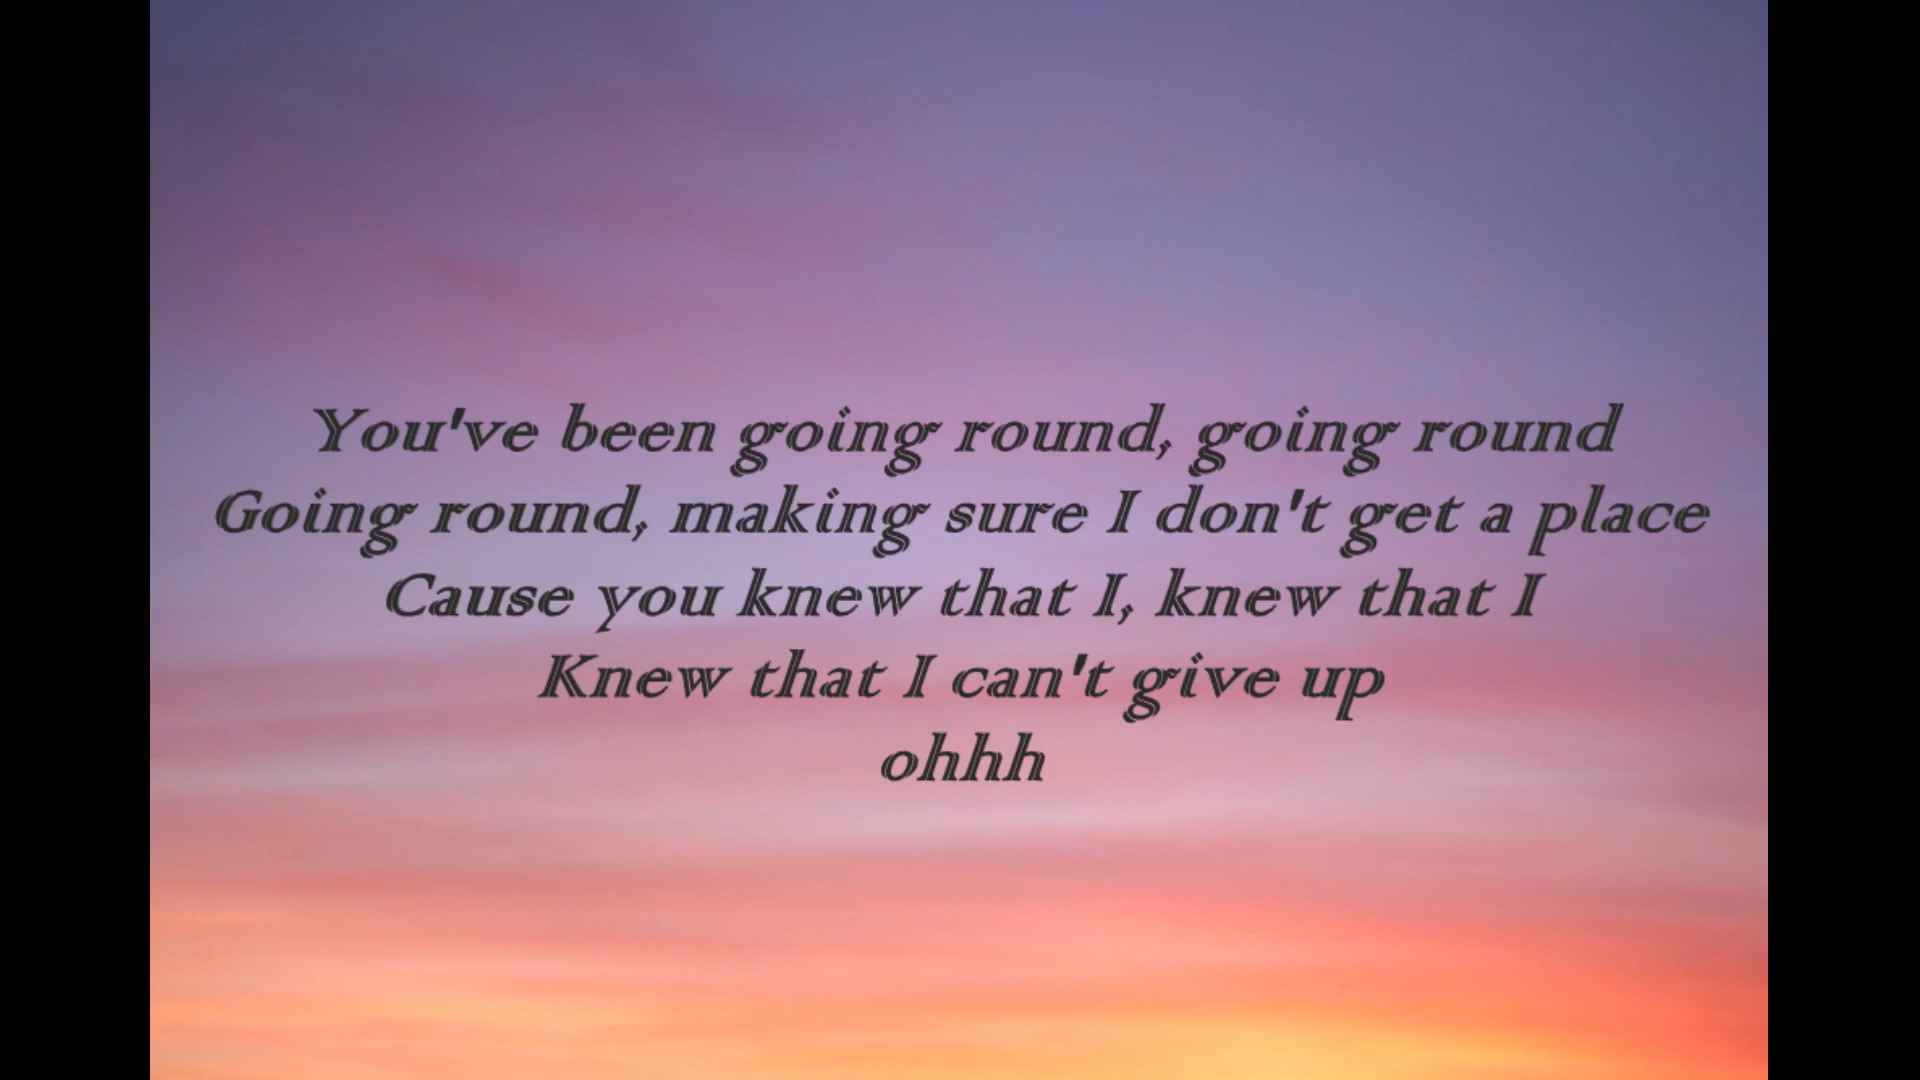 You've been going round, going round
Going round, making sure I don't get a place
Cause you knew that I, knew that I
Knew that I can't give up
ohhh